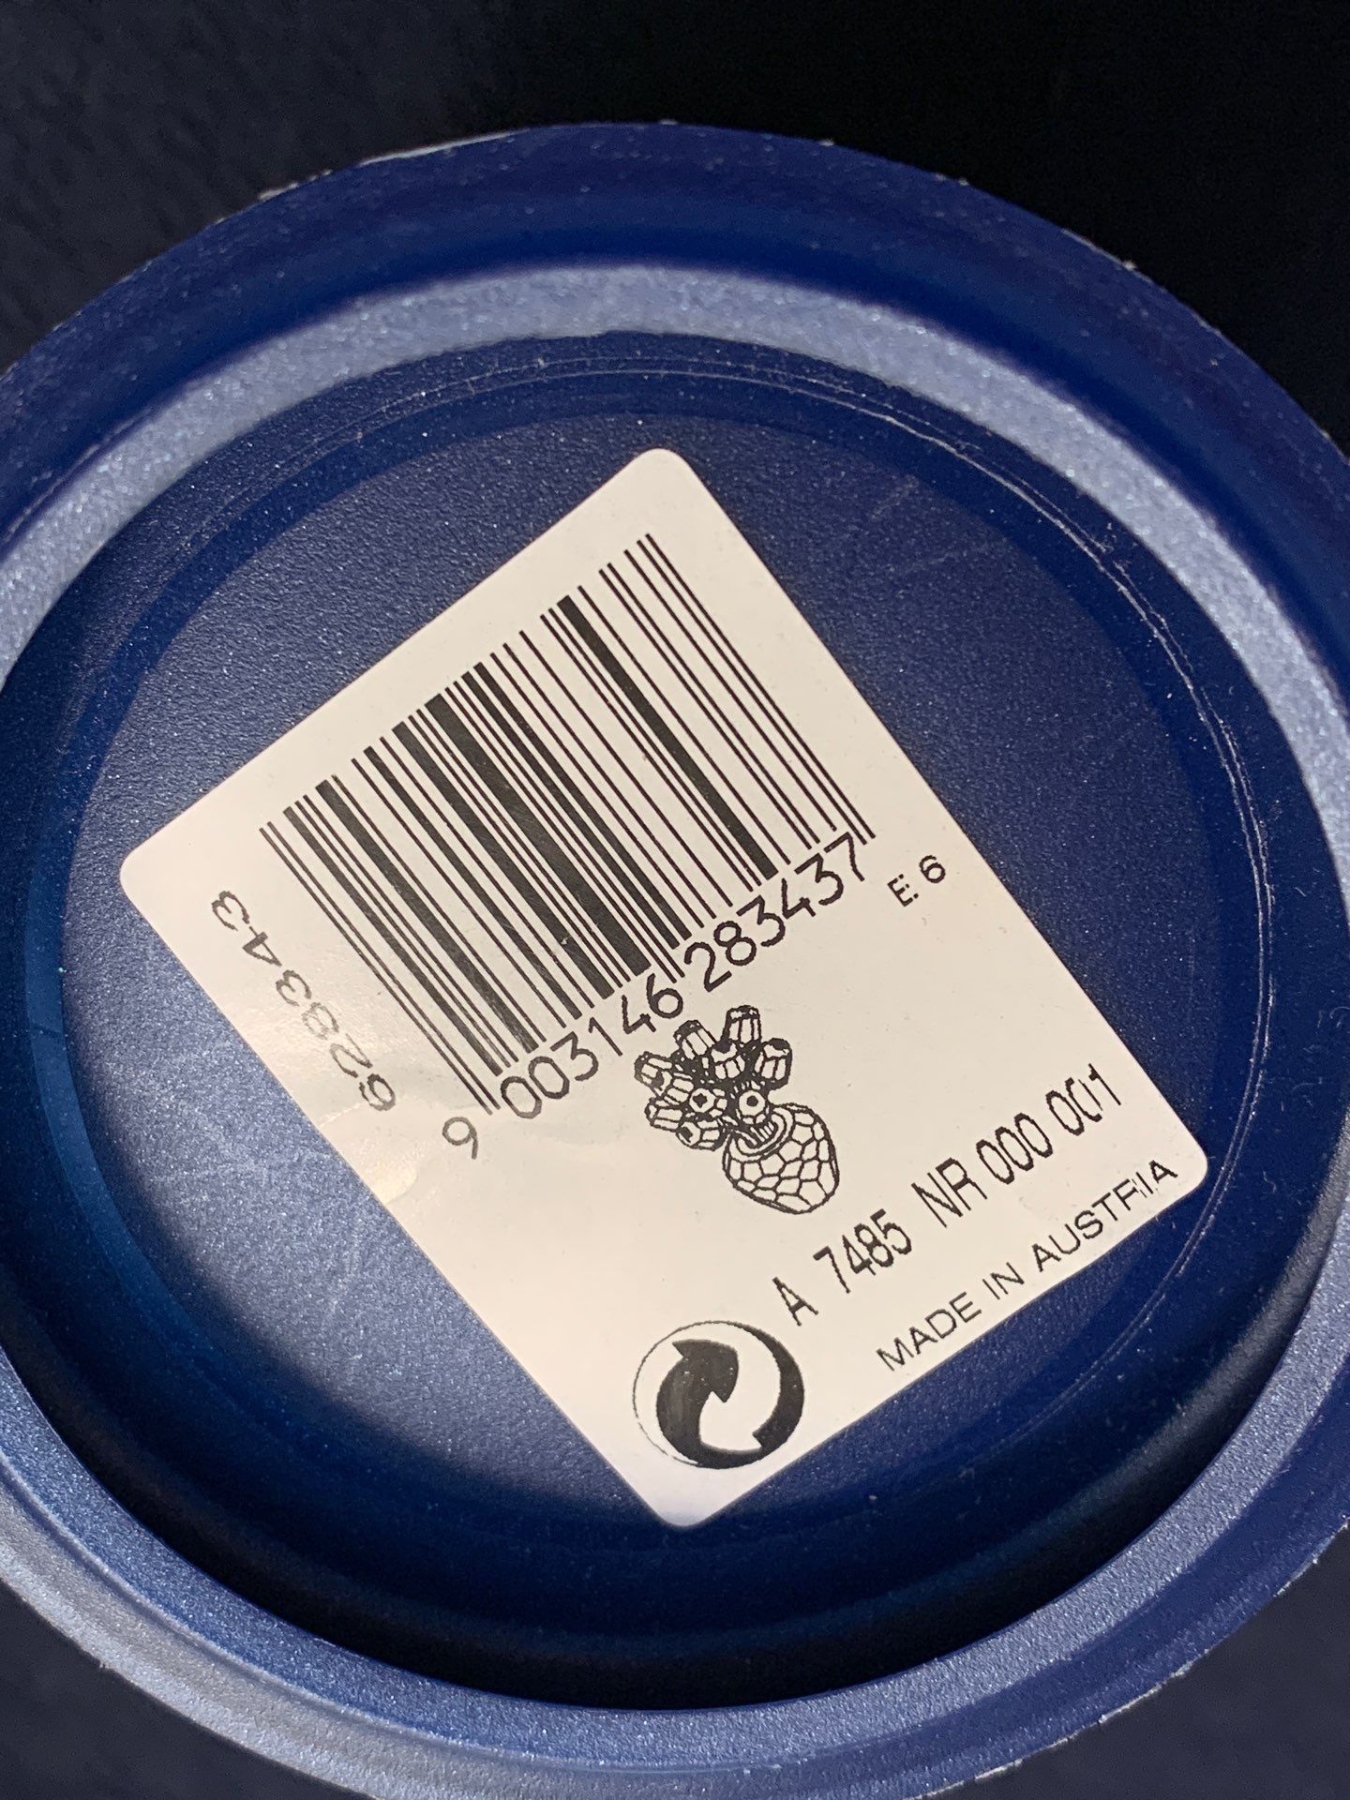 628343
9 003146 283437
E 6
A 7485 NR 000 001
MADE IN AUSTRIA